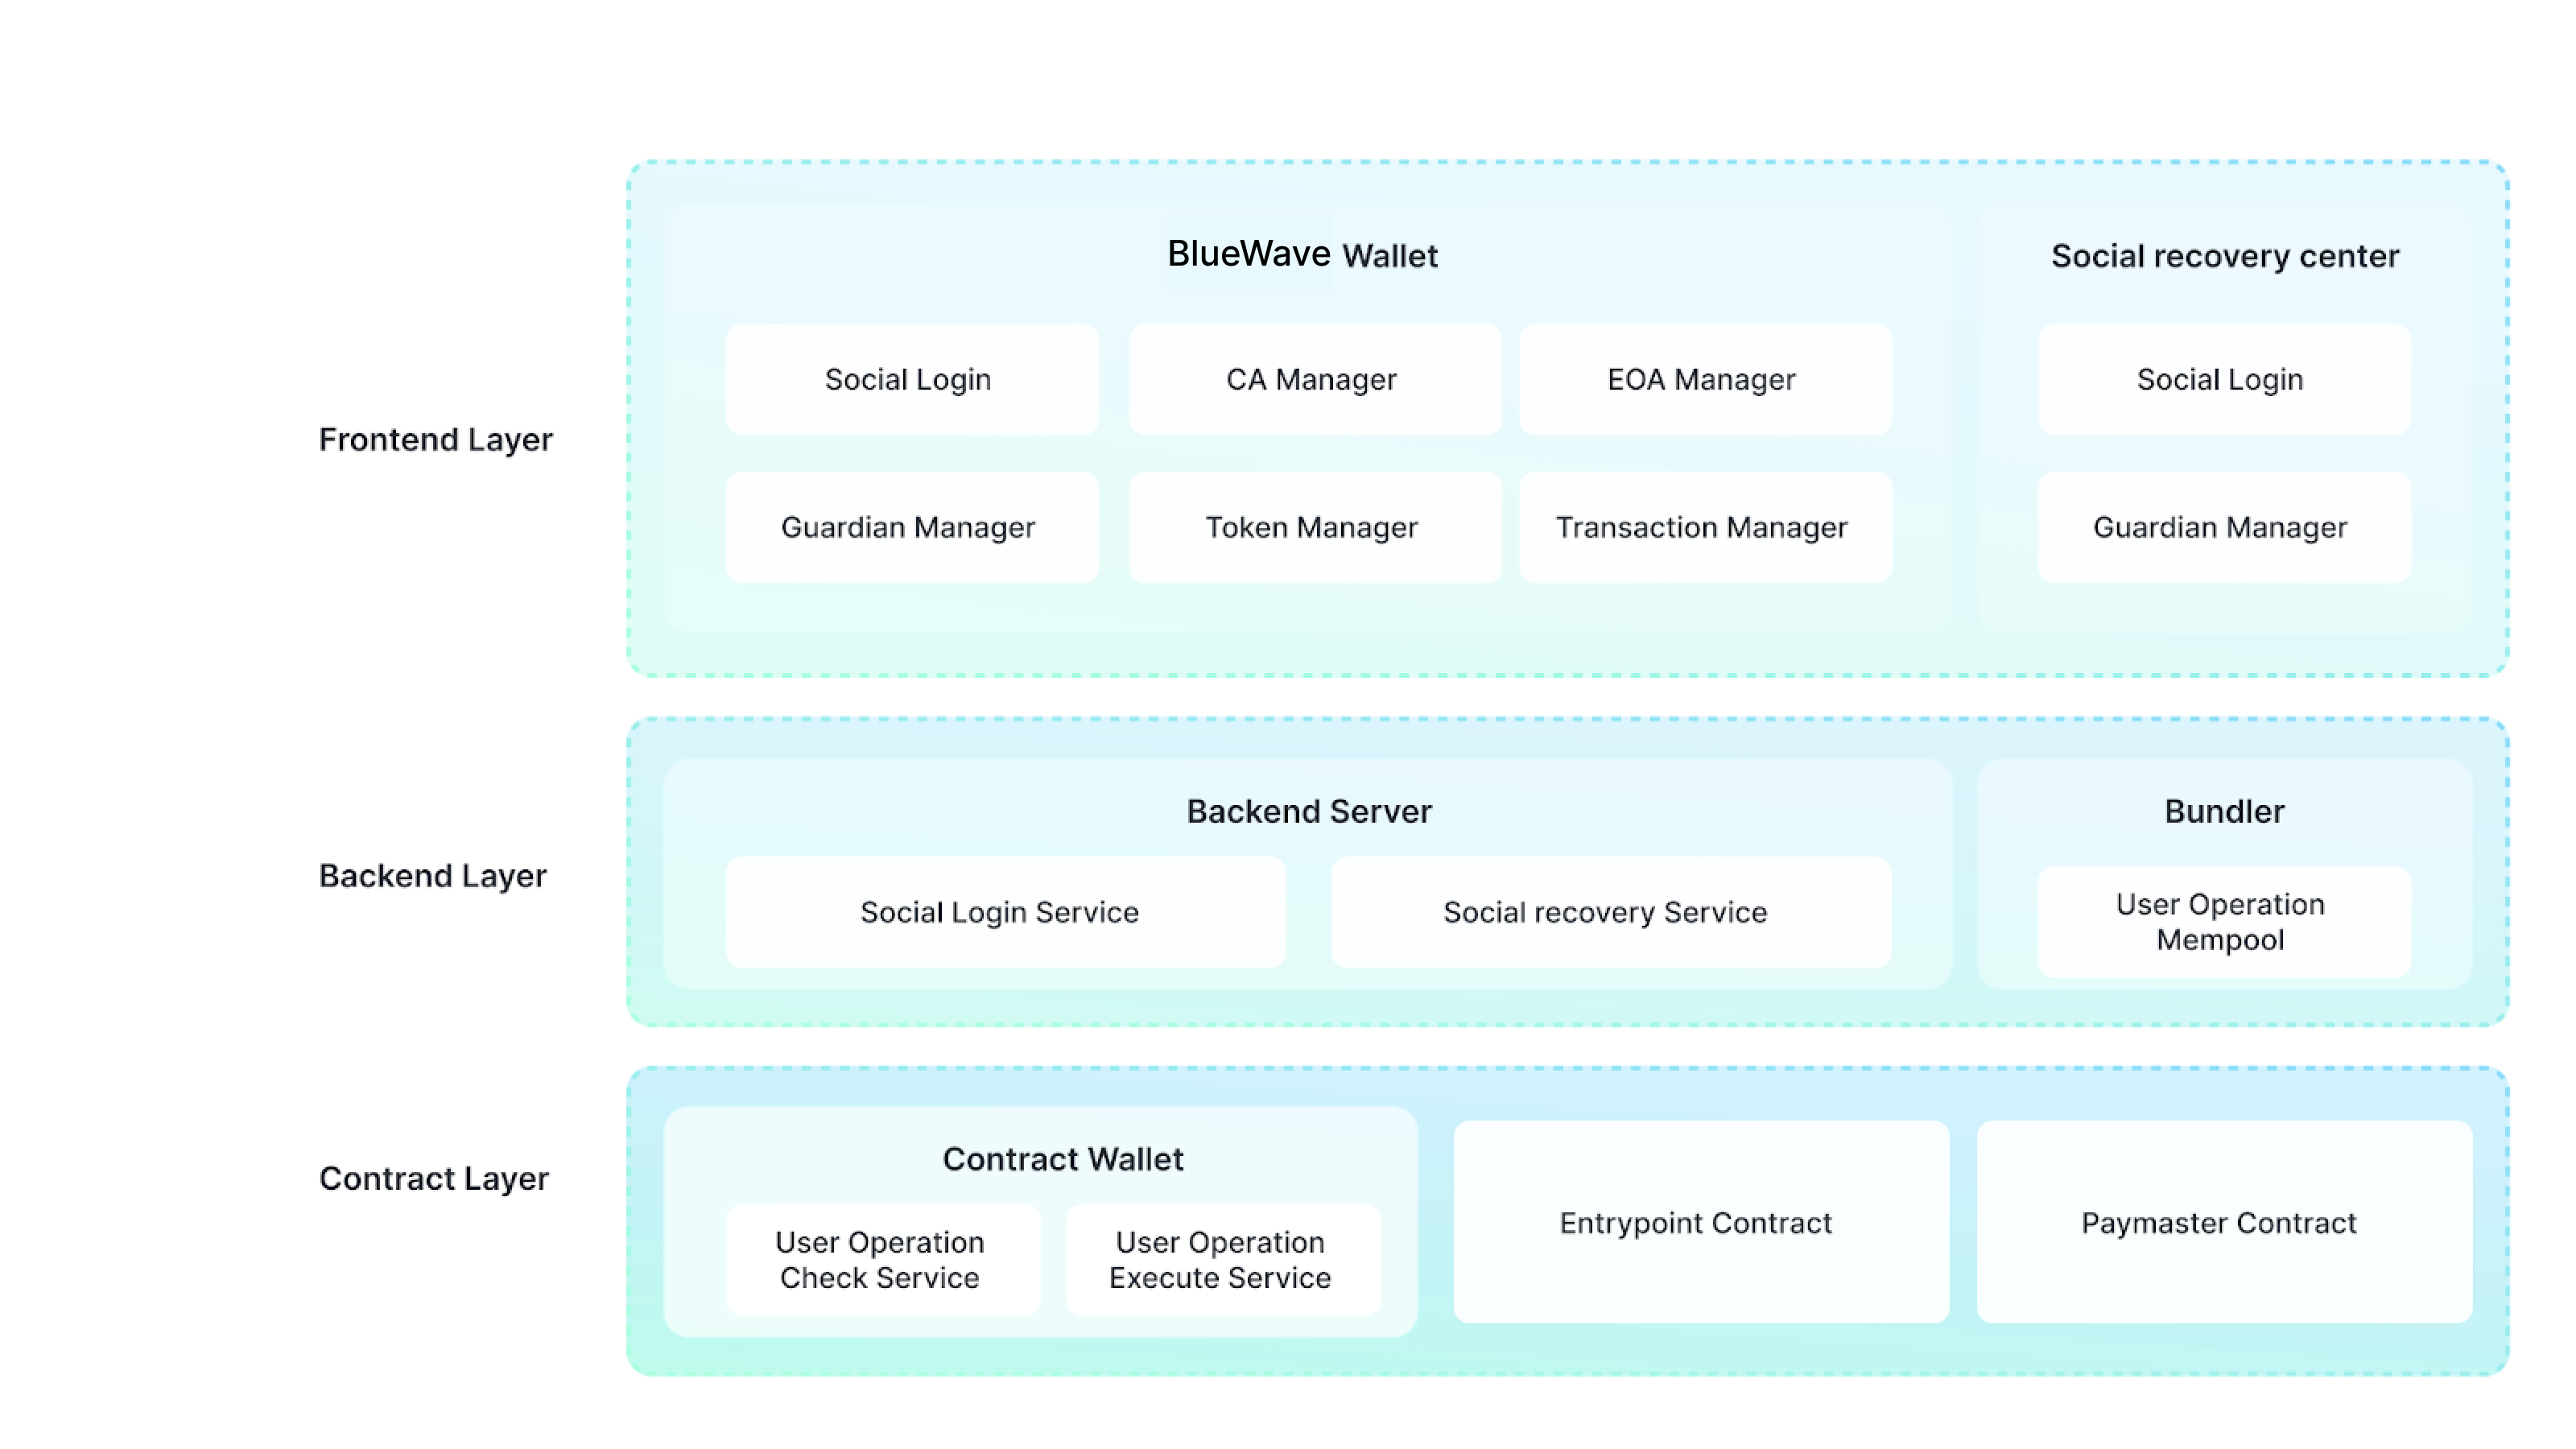 BlueWave Wallet
Social recovery center
Social Login
CA Manager
EOA Manager
Social Login
Frontend Layer
Guardian Manager
Token Manager
Transaction Manager
Guardian Manager
Backend Server
Bundler
Backend Layer
Social Login Service
Social recovery Service
User Operation
Mempool
Contract Layer
Contract Wallet
User Operation
Check Service
User Operation
Execute Service
Entrypoint Contract
Paymaster Contract